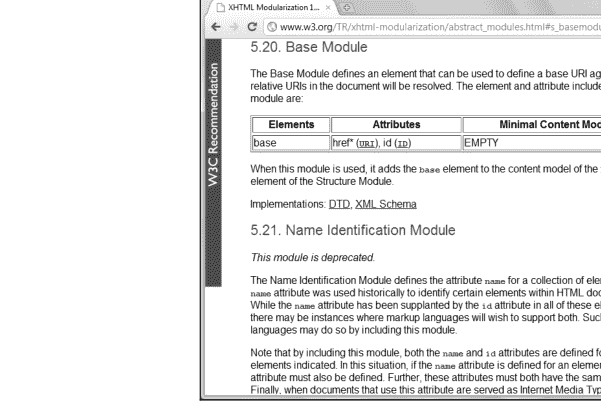 XHTML Modularization 1...
www.w3.org/TR/xhtml-modularization/abstract_modules.html#s_basemodu
W3C Recommendation
5.20. Base Module
The Base Module defines an element that can be used to define a base URI ag
relative URIs in the document will be resolved. The element and attribute include
module are:
Elements Attributes Minimal Content Mod
base href* (URI), id (ID) EMPTY
When this module is used, it adds the base element to the content model of the
element of the Structure Module.
Implementations: DTD, XML Schema
5.21. Name Identification Module
This module is deprecated.
The Name Identification Module defines the attribute name for a collection of elem
name attribute was used historically to identify certain elements within HTML doc
While the name attribute has been supplanted by the id attribute in all of these el
there may be instances where markup languages will wish to support both. Such
languages may do so by including this module.
Note that by including this module, both the name and id attributes are defined fo
elements indicated. In this situation, if the name attribute is defined for an elemen
attribute must also be defined. Further, these attributes must both have the sam
Finally, when documents that use this attribute are served as Internet Media Typ